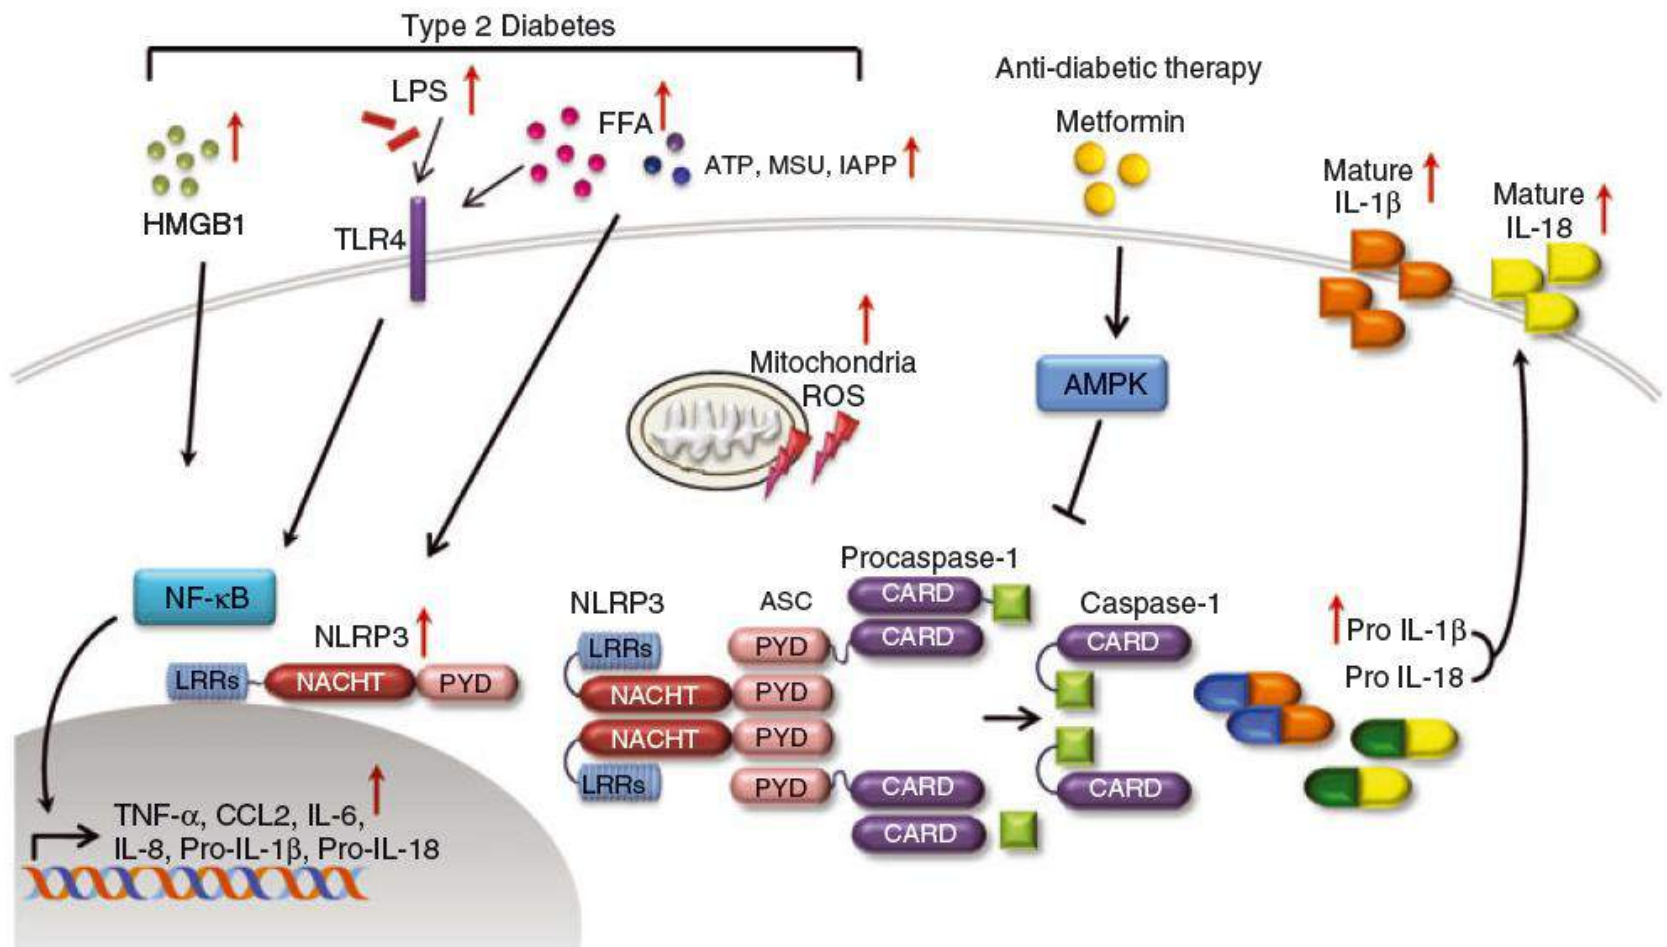 Type 2 Diabetes
LPS
FFA
ATP, MSU, IAPP
HMGB1
TLR4
Anti-diabetic therapy
Metformin
Mature
IL-1β
Mature
IL-18
Mitochondria
ROS
AMPK
NF-κB
NLRP3
LRRs
NACHT
PYD
NLRP3
ASC
Procaspase-1
CARD
LRRs
PYD
CARD
NACHT
PYD
NACHT
PYD
LRRs
PYD
CARD
CARD
Caspase-1
CARD
CARD
Pro IL-1β
Pro IL-18
TNF-α, CCL2, IL-6,
IL-8, Pro-IL-1β, Pro-IL-18